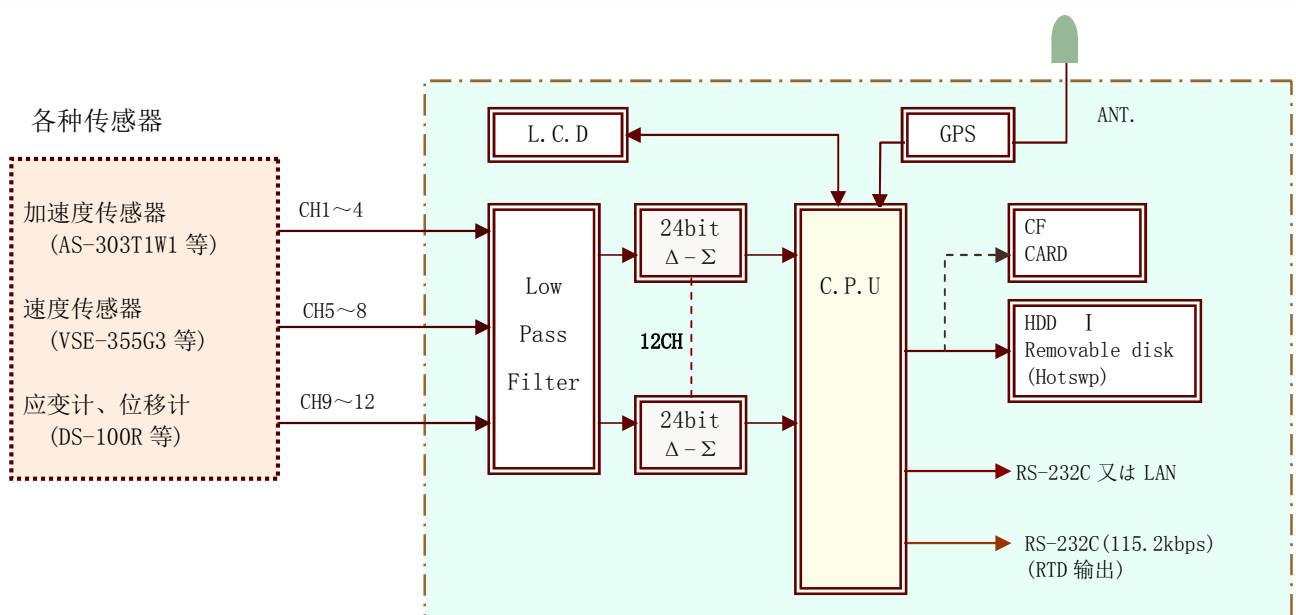 各种传感器
加速度传感器
(AS-303T1W1 等)
速度传感器
(VSE-355G3 等)
应变计、位移计
(DS-100R 等)
CH1～4
CH5～8
CH9～12
L.C.D
GPS
ANT.
Low
Pass
Filter
24bit
Δ-Σ
12CH
24bit
Δ-Σ
C.P.U
CF
CARD
HDD Ⅰ
Removable disk
(Hotswp)
RS-232C 又は LAN
RS-232C(115.2kbps)
(RTD 输出)